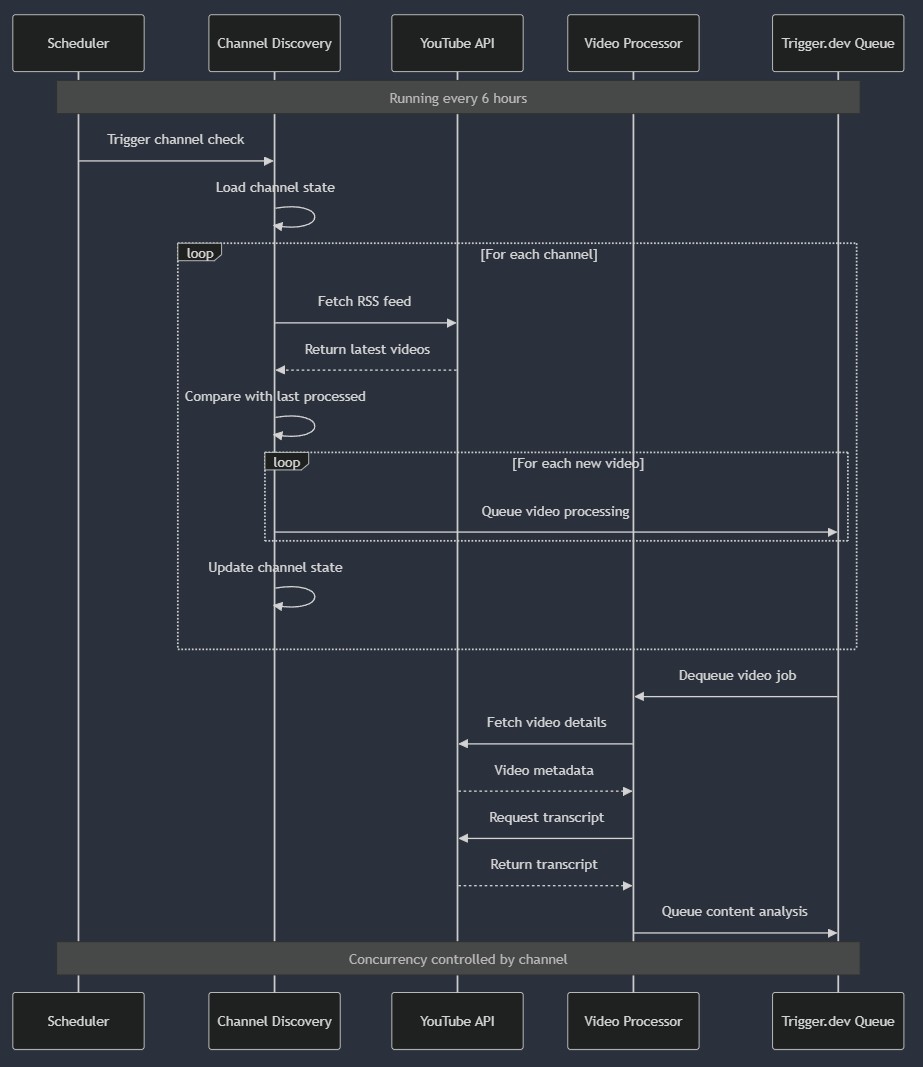 Scheduler
Channel Discovery
YouTube API
Video Processor
Trigger.dev Queue
Running every 6 hours
Trigger channel check
Load channel state
loop
[For each channel]
Fetch RSS feed
Return latest videos
Compare with last processed
loop
[For each new video]
Queue video processing
Update channel state
Dequeue video job
Fetch video details
Video metadata
Request transcript
Return transcript
Queue content analysis
Concurrency controlled by channel
Scheduler
Channel Discovery
YouTube API
Video Processor
Trigger.dev Queue